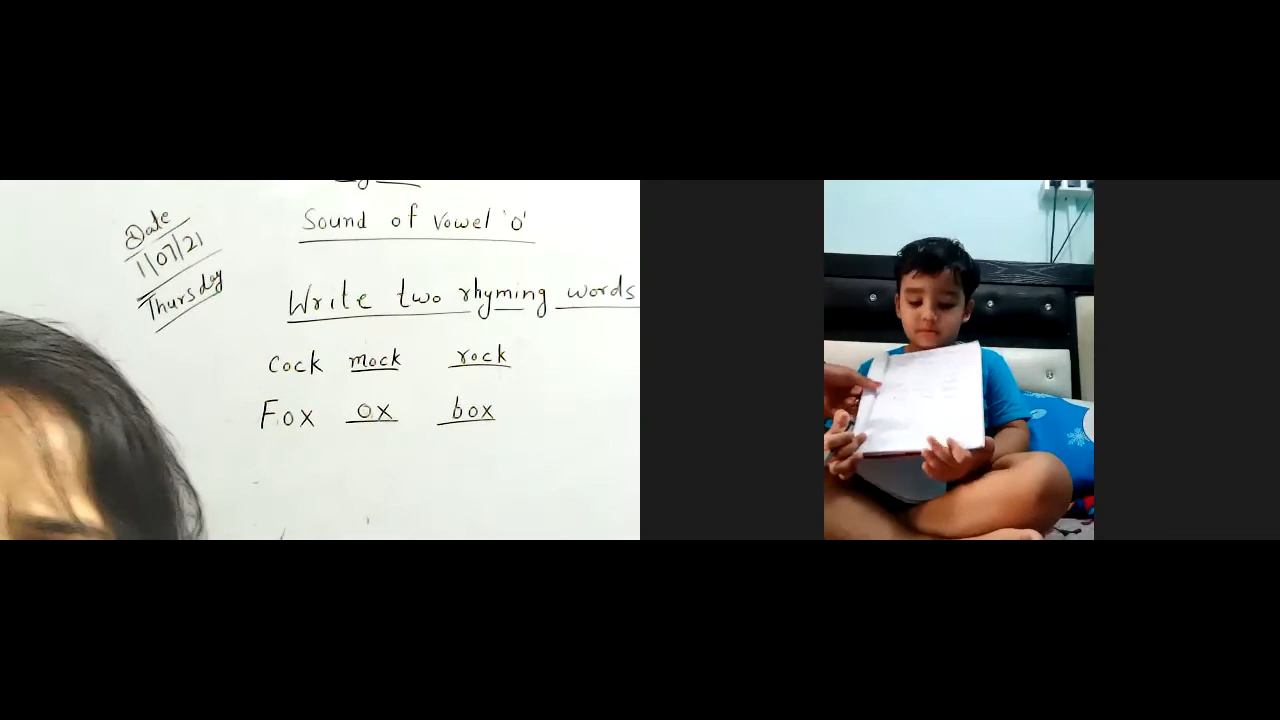 Date
1/07/21
Thursday
Sound of vowel 'o'
Write two rhyming words
Cock mock rock
Fox ox box